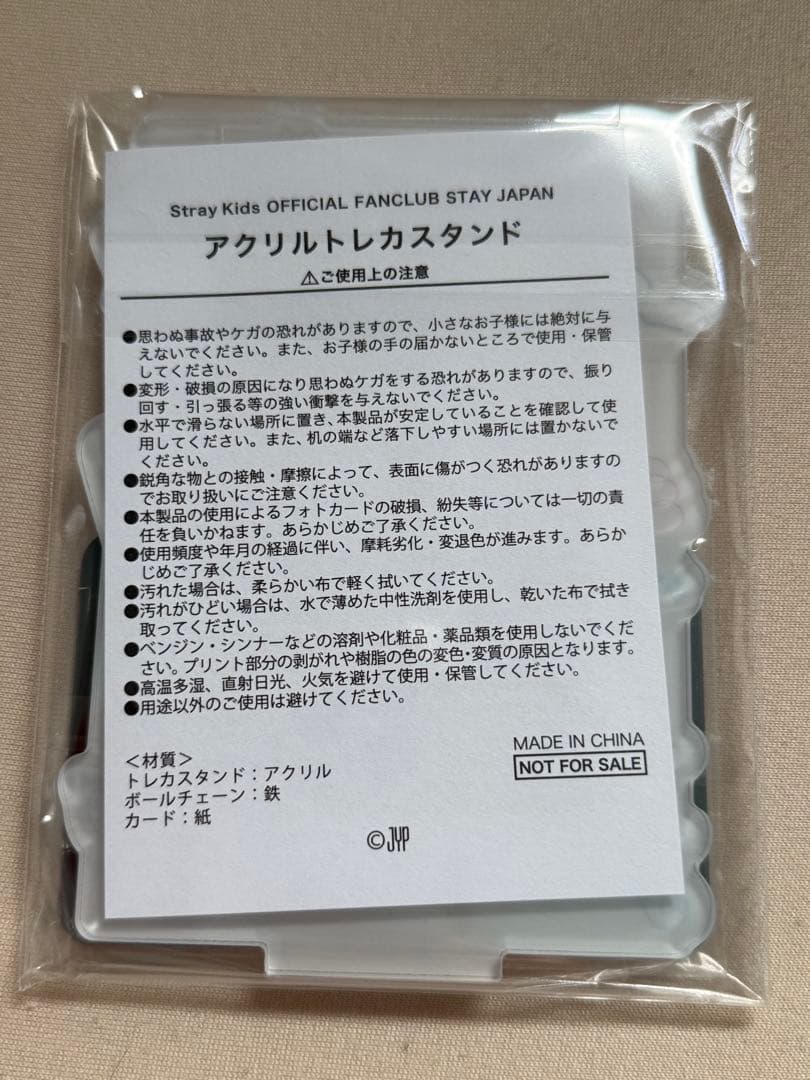 Stray Kids OFFICIAL FANCLUB STAY JAPAN
アクリルトレカスタンド
⚠ご使用上の注意
●思わぬ事故やケガの恐れがありますので、小さなお子様には絶対に与
えないでください。また、お子様の手の届かないところで使用・保管
してください。
●変形・破損の原因になり思わぬケガをする恐れがありますので、振り
回す・引っ張る等の強い衝撃を与えないでください。
●水平で滑らない場所に置き、本製品が安定していることを確認して使
用してください。また、机の端など落下しやすい場所には置かないで
ください。
●鋭角な物との接触・摩擦によって、表面に傷がつく恐れがありますの
でお取り扱いにご注意ください。
●本製品の使用によるフォトカードの破損、紛失等については一切の責
任を負いかねます。あらかじめご了承ください。
●使用頻度や年月の経過に伴い、摩耗劣化・変退色が進みます。あらか
じめご了承ください。
●汚れた場合は、柔らかい布で軽く拭いてください。
●汚れがひどい場合は、水で薄めた中性洗剤を使用し、乾いた布で拭き
取ってください。
●ベンジン・シンナーなどの溶剤や化粧品・薬品類を使用しないでくだ
さい。プリント部分の剥がれや樹脂の色の変色・変質の原因となります。
●高温多湿、直射日光、火気を避けて使用・保管してください。
●用途以外のご使用は避けてください。
MADE IN CHINA
NOT FOR SALE
＜材質＞
トレカスタンド：アクリル
ボールチェーン：鉄
カード：紙
©JYP